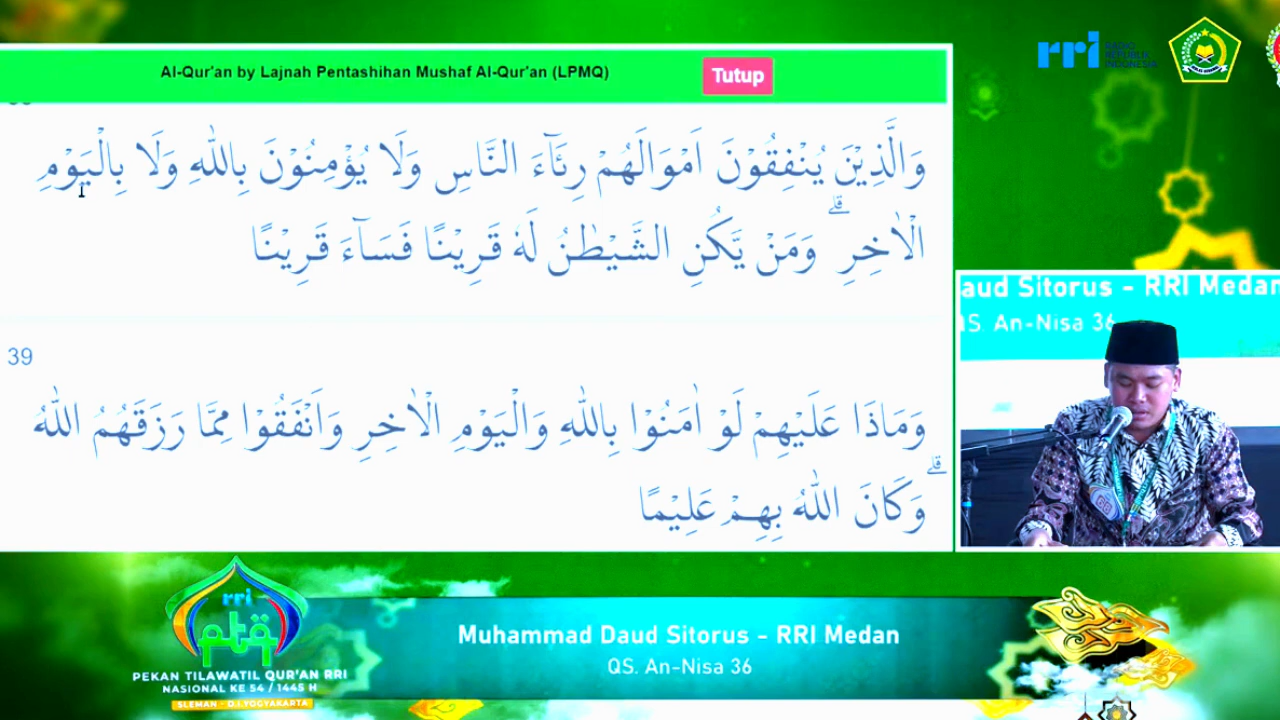 rri RADIO REPUBLIK INDONESIA
Al-Qur'an by Lajnah Pentashihan Mushaf Al-Qur'an (LPMQ)
Tutup
وَالَّذِيْنَ يُنْفِقُوْنَ اَمْوَالَهُمْ رِئَاۤءَ النَّاسِ وَلَا يُؤْمِنُوْنَ بِاللّٰهِ وَلَا بِالْيَوْمِ
الْاٰخِرِ ۗ وَمَنْ يَّكُنِ الشَّيْطٰنُ لَهٗ قَرِيْنًا فَسَاۤءَ قَرِيْنًا
39
وَمَاذَا عَلَيْهِمْ لَوْ اٰمَنُوْا بِاللّٰهِ وَالْيَوْمِ الْاٰخِرِ وَاَنْفَقُوْا مِمَّا رَزَقَهُمُ اللّٰهُ
ۗ وَكَانَ اللّٰهُ بِهِمْ عَلِيْمًا
aud Sitorus - RRI Medan
QS. An-Nisa 36
rri
ptq
PEKAN TILAWATIL QUR'AN RRI
NASIONAL KE 54 / 1445 H
SLEMAN - D.I.YOGYAKARTA
Muhammad Daud Sitorus - RRI Medan
QS. An-Nisa 36